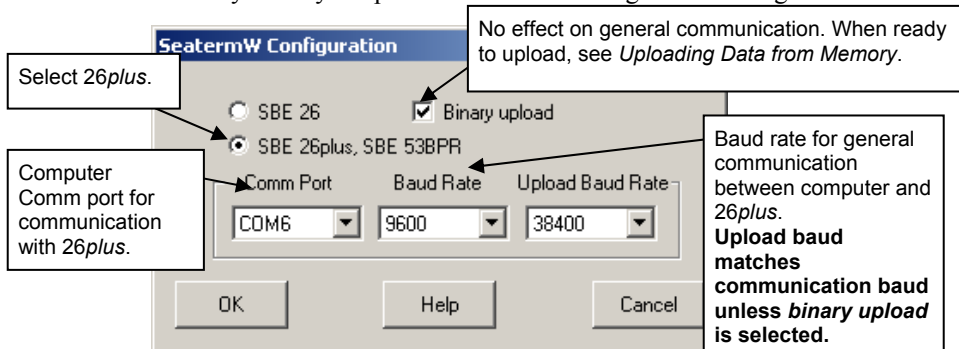 No effect on general communication. When ready
to upload, see Uploading Data from Memory.
SeatermW Configuration
Select 26plus.
SBE 26
Binary upload
SBE 26plus, SBE 53BPR
Computer
Comm port for
communication
with 26plus.
Comm Port
Baud Rate
Upload Baud Rate
COM6
9600
38400
Baud rate for general
communication
between computer and
26plus.
Upload baud
matches
communication baud
unless binary upload
is selected.
OK
Help
Cancel